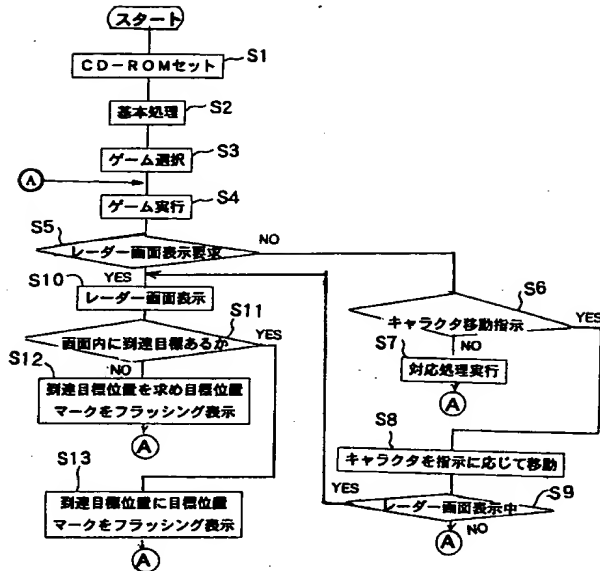 スタート
CD-ROMセット
S1
基本処理
S2
ゲーム選択
S3
A
ゲーム実行
S4
S5
レーダー画面表示要求
NO
YES
S10
レーダー画面表示
S11
画面内に到達目標あるか
YES
S12
NO
到達目標位置を求め目標位置
マークをフラッシング表示
A
S13
到達目標位置に目標位置
マークをフラッシング表示
A
S6
キャラクタ移動指示
YES
NO
S7
対応処理実行
A
S8
キャラクタを指示に応じて移動
YES
S9
レーダー画面表示中
NO
A